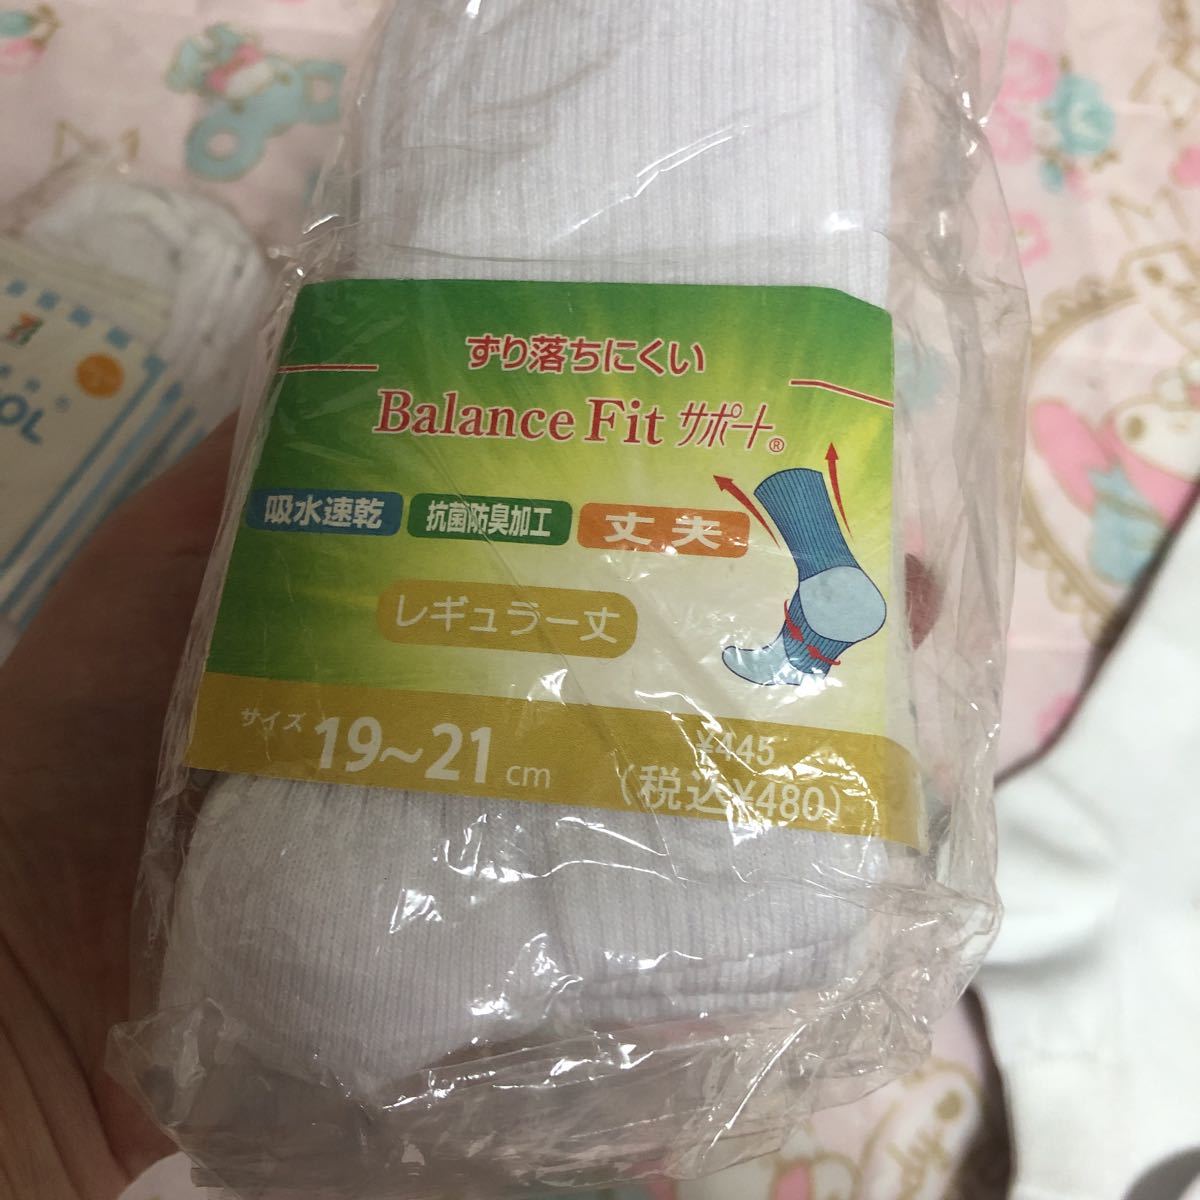 ずり落ちにくい
Balance Fit サポート®
吸水速乾 抗菌防臭加工 丈夫
レギュラー丈
サイズ 19～21cm
¥445
(税込¥480)
OL®